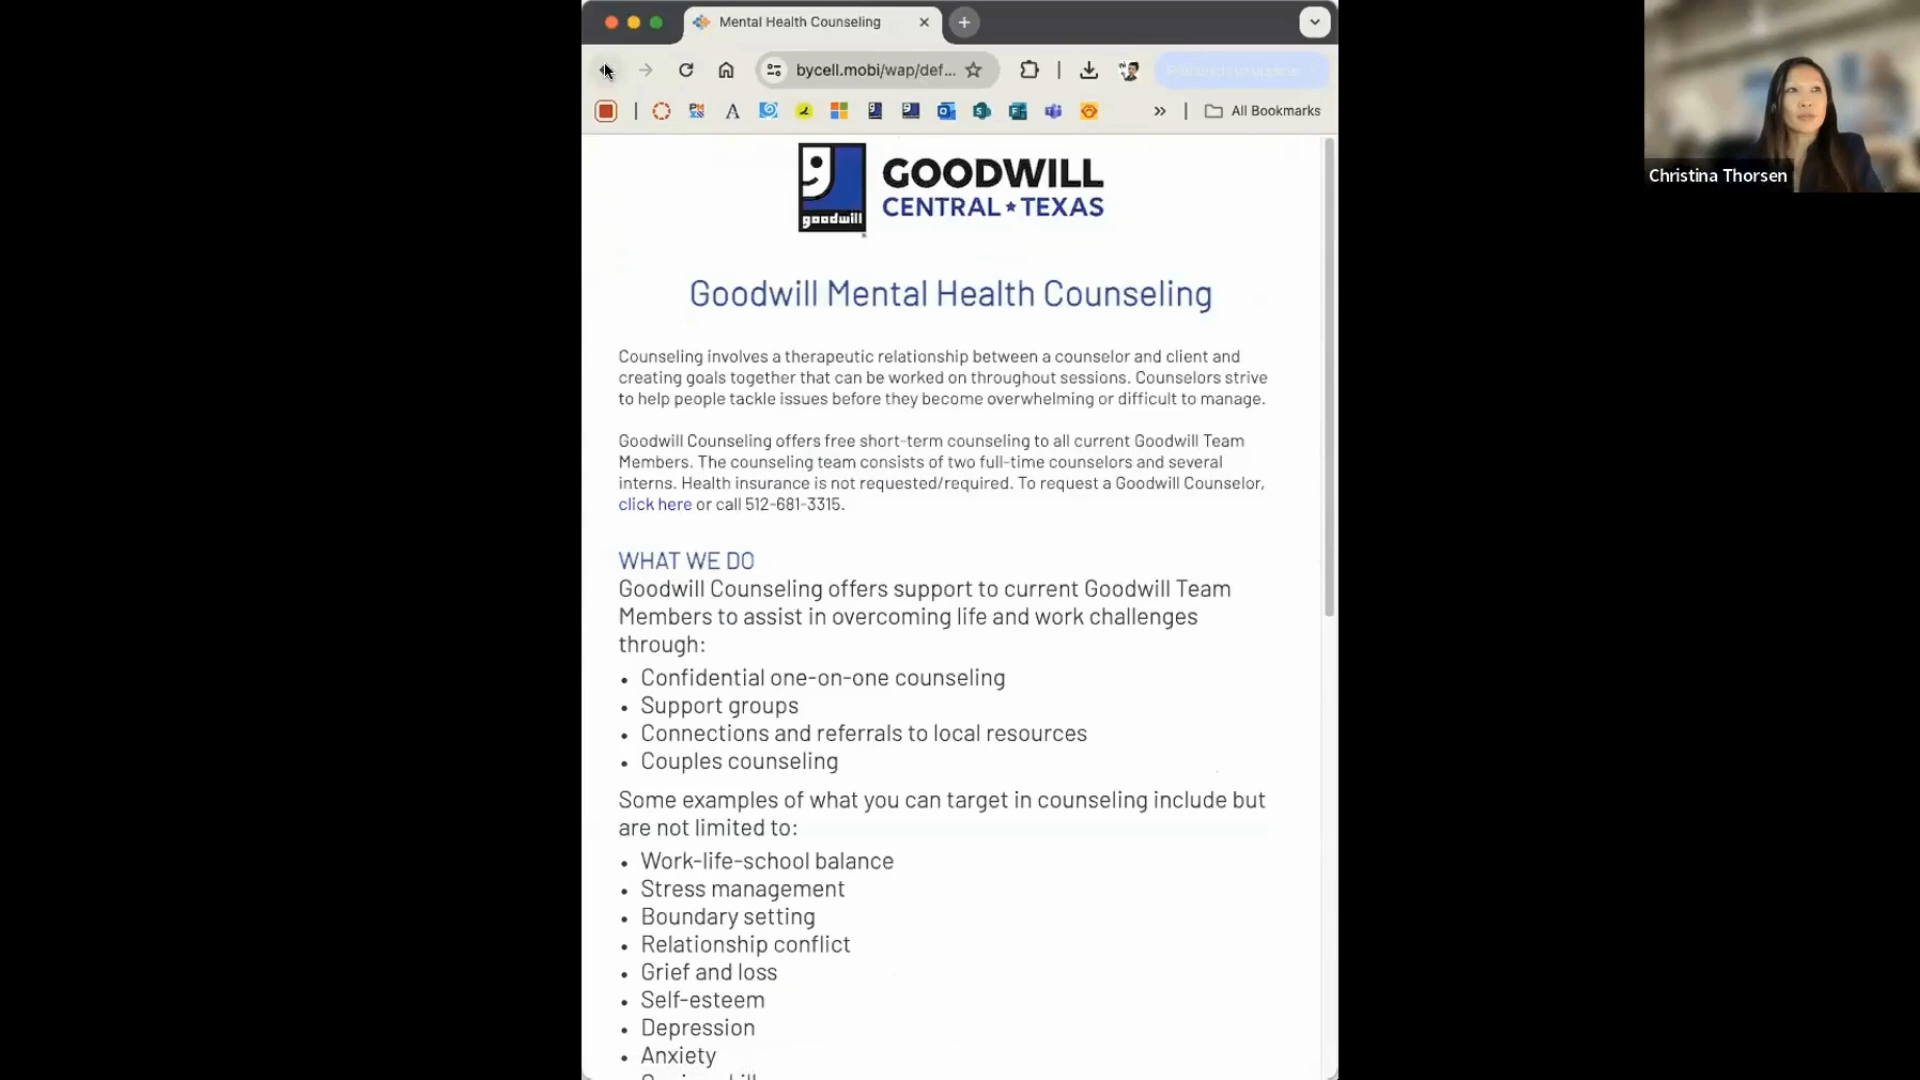 Mental Health Counseling
bycell.mobi/wap/def...
All Bookmarks
goodwill
GOODWILL
CENTRAL ★ TEXAS
Christina Thorsen
Goodwill Mental Health Counseling
Counseling involves a therapeutic relationship between a counselor and client and
creating goals together that can be worked on throughout sessions. Counselors strive
to help people tackle issues before they become overwhelming or difficult to manage.
Goodwill Counseling offers free short-term counseling to all current Goodwill Team
Members. The counseling team consists of two full-time counselors and several
interns. Health insurance is not requested/required. To request a Goodwill Counselor,
click here or call 512-681-3315.
WHAT WE DO
Goodwill Counseling offers support to current Goodwill Team
Members to assist in overcoming life and work challenges
through:
• Confidential one-on-one counseling
• Support groups
• Connections and referrals to local resources
• Couples counseling
Some examples of what you can target in counseling include but
are not limited to:
• Work-life-school balance
• Stress management
• Boundary setting
• Relationship conflict
• Grief and loss
• Self-esteem
• Depression
• Anxiety